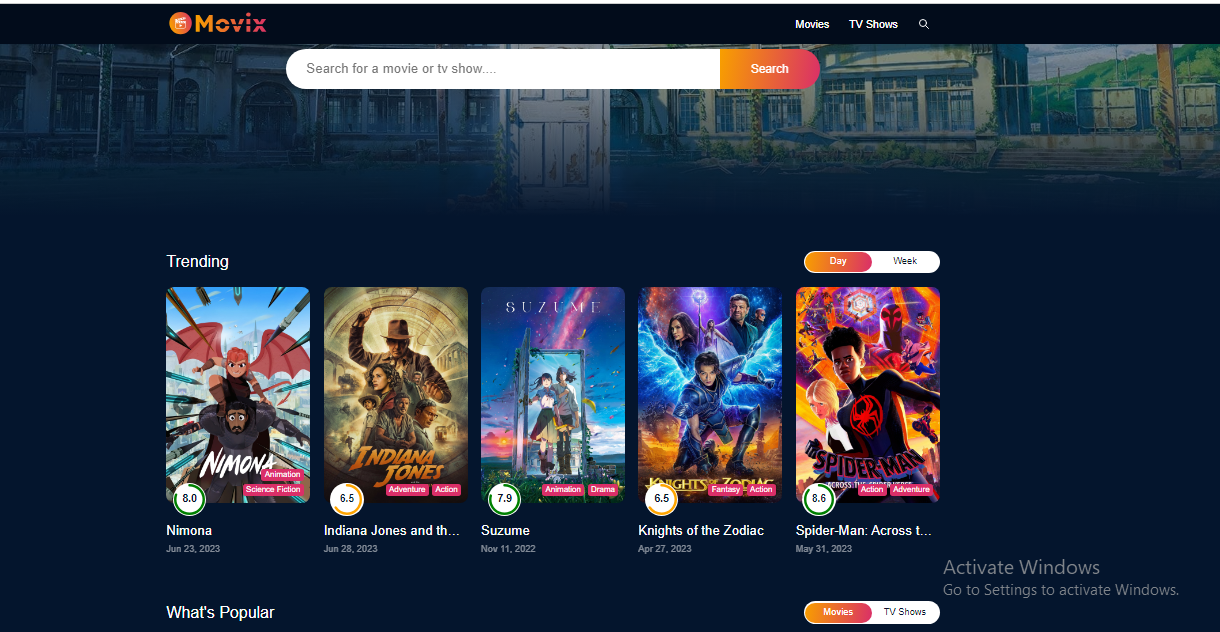 Movix
Movies TV Shows
Search for a movie or tv show.... Search
Trending
Day Week
SUZUME
NIMONA
INDIANA
JONES
SPIDER-MAN
ACROSS THE SPIDER-VERSE
KNIGHTS OF THE ZODIAC
Animation
Science Fiction
Adventure Action
Animation Drama
Fantasy Action
Action Adventure
8.0 6.5 7.9 6.5 8.6
Nimona Indiana Jones and th... Suzume Knights of the Zodiac Spider-Man: Across t...
Jun 23, 2023 Jun 28, 2023 Nov 11, 2022 Apr 27, 2023 May 31, 2023
Activate Windows
Go to Settings to activate Windows.
What's Popular
Movies TV Shows